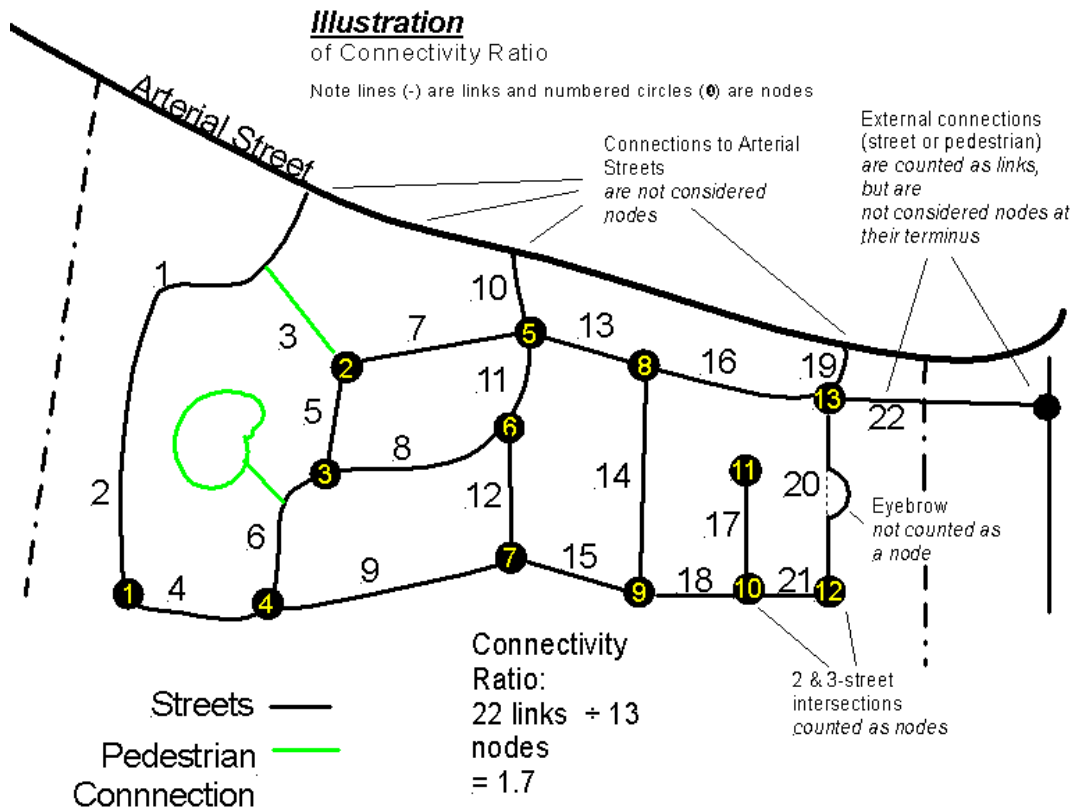 Illustration
of Connectivity Ratio
Note lines (-) are links and numbered circles (0) are nodes
Arterial Street
Connections to Arterial
Streets
are not considered
nodes
External connections
(street or pedestrian)
are counted as links,
but are
not considered nodes at
their terminus
1
10
13
3
7
16
19
5
2
8
11
13
22
5
6
8
3
11
2
12
14
20
Eyebrow
not counted as
a node
6
17
7
15
9
1
4
4
9
18
10
21
12
Connectivity
Ratio:
22 links ÷ 13
nodes
= 1.7
2 & 3-street
intersections
counted as nodes
Streets
Pedestrian
Connnection